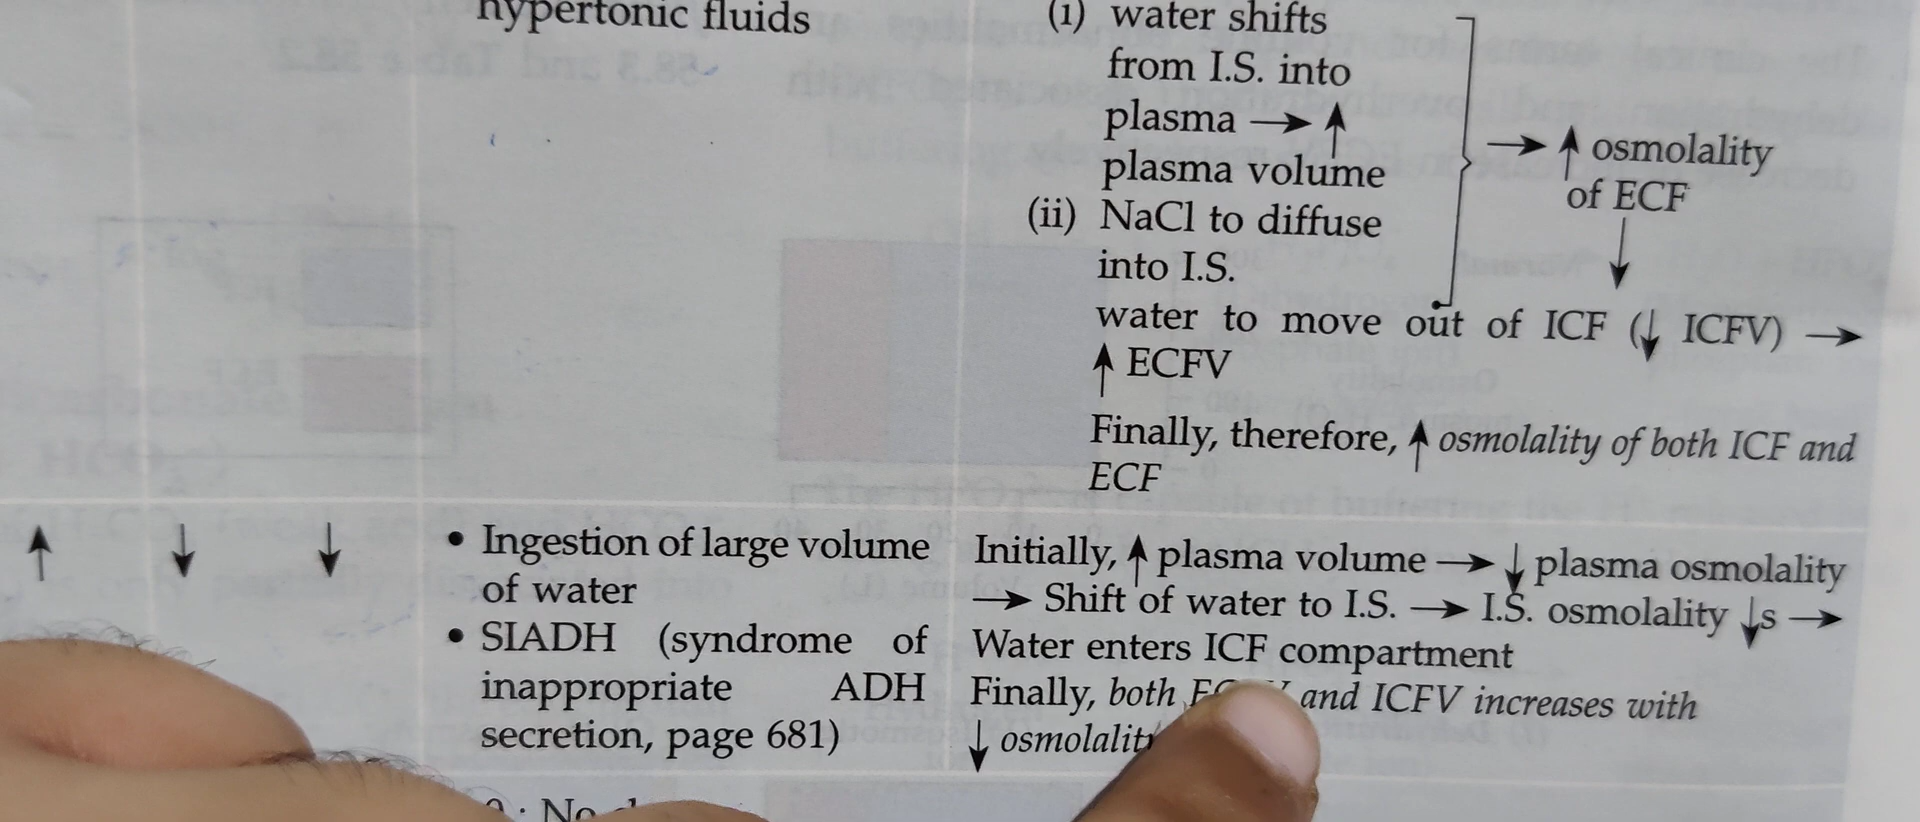 hypertonic fluids
(i) water shifts
from I.S. into
plasma → ↑
plasma volume
(ii) NaCl to diffuse
into I.S.
→ ↑ osmolality
of ECF
↓
water to move out of ICF (↓ ICFV) →
↑ ECFV
Finally, therefore, ↑ osmolality of both ICF and
ECF
↑ ↓ ↓
• Ingestion of large volume
of water
• SIADH (syndrome of
inappropriate ADH
secretion, page 681)
Initially, ↑ plasma volume → ↓ plasma osmolality
→ Shift of water to I.S. → I.S. osmolality ↓s →
Water enters ICF compartment
Finally, both and ICFV increases with
↓
: No